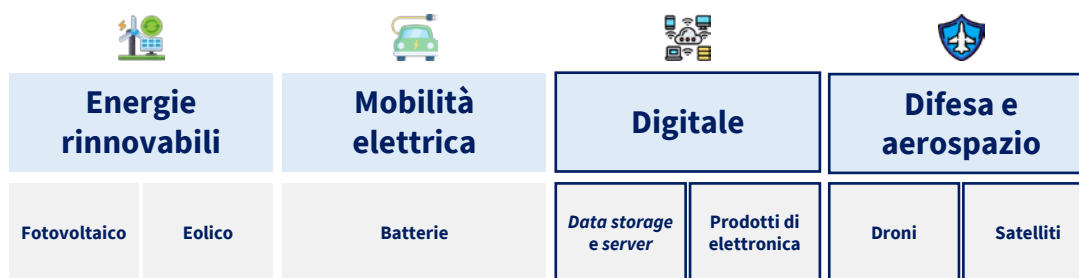 Energie
rinnovabili
Mobilità
elettrica
Digitale
Difesa e
aerospazio
Fotovoltaico
Eolico
Batterie
Data storage
e server
Prodotti di
elettronica
Droni
Satelliti